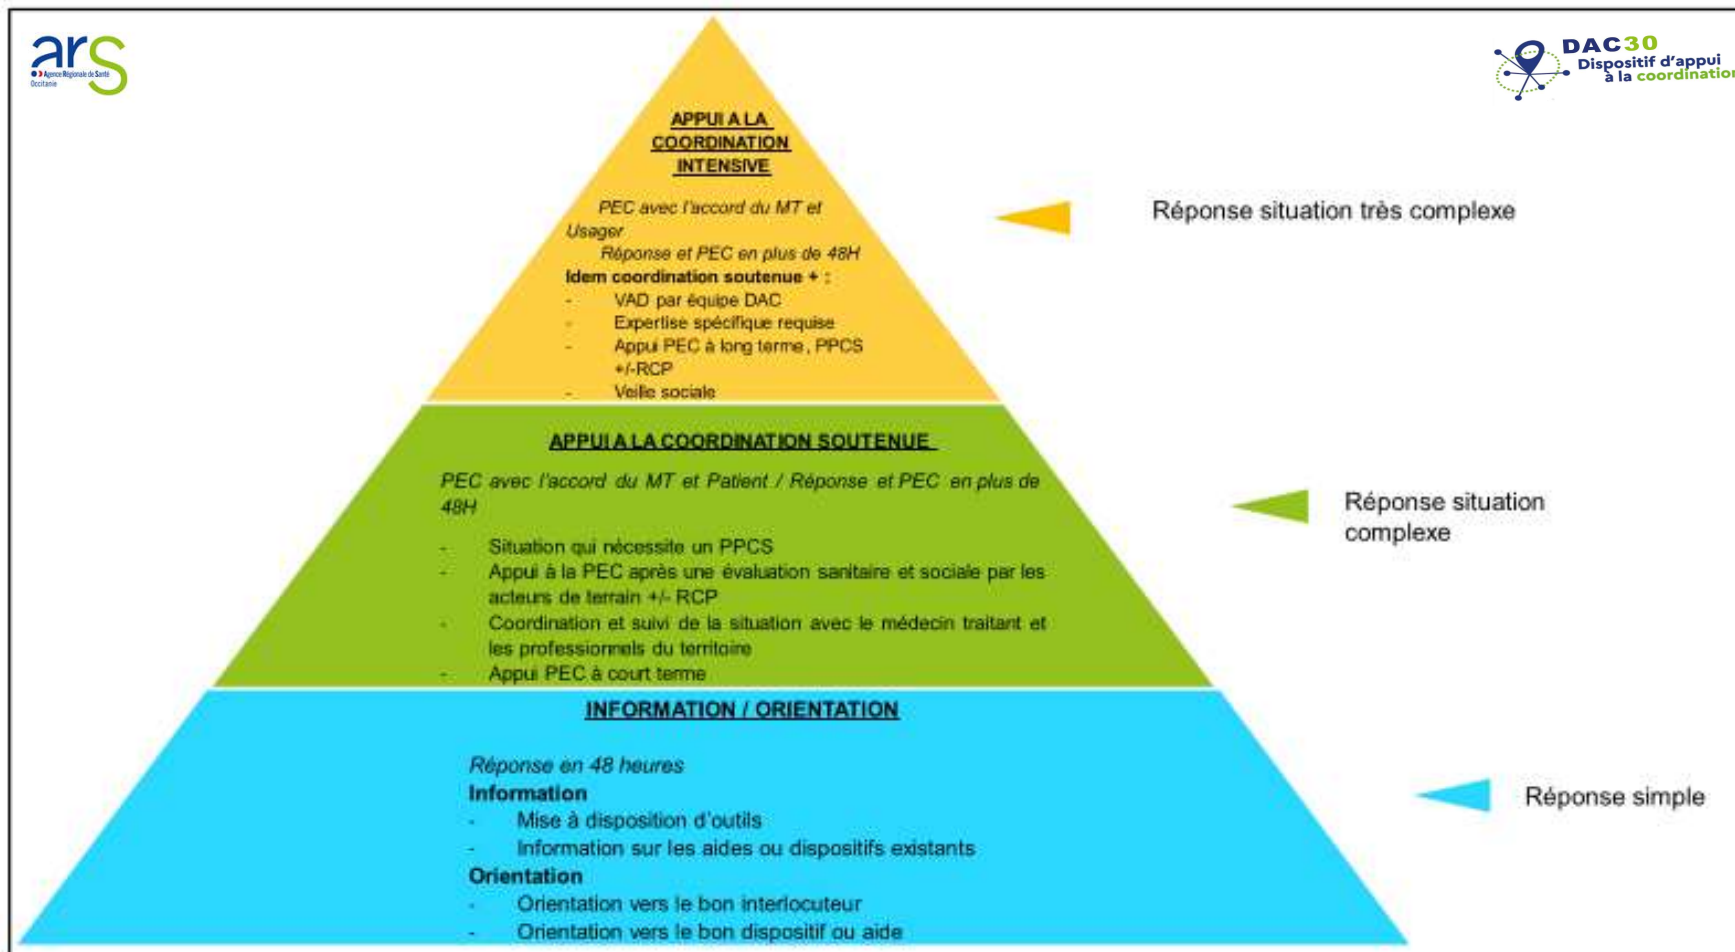 ars
Agence Régionale de Santé
Occitanie
DAC30
Dispositif d'appui
à la coordination
APPUI A LA
COORDINATION
INTENSIVE
PEC avec l'accord du MT et
Usager
Réponse et PEC en plus de 48H
Idem coordination soutenue + :
- VAD par équipe DAC
- Expertise spécifique requise
- Appui PEC à long terme, PPCS
+/-RCP
- Veille sociale
Réponse situation très complexe
APPUI A LA COORDINATION SOUTENUE
PEC avec l'accord du MT et Patient / Réponse et PEC en plus de
48H
- Situation qui nécessite un PPCS
- Appui à la PEC après une évaluation sanitaire et sociale par les
acteurs de terrain +/- RCP
- Coordination et suivi de la situation avec le médecin traitant et
les professionnels du territoire
- Appui PEC à court terme
Réponse situation
complexe
INFORMATION / ORIENTATION
Réponse en 48 heures
Information
- Mise à disposition d'outils
- Information sur les aides ou dispositifs existants
Orientation
- Orientation vers le bon interlocuteur
- Orientation vers le bon dispositif ou aide
Réponse simple